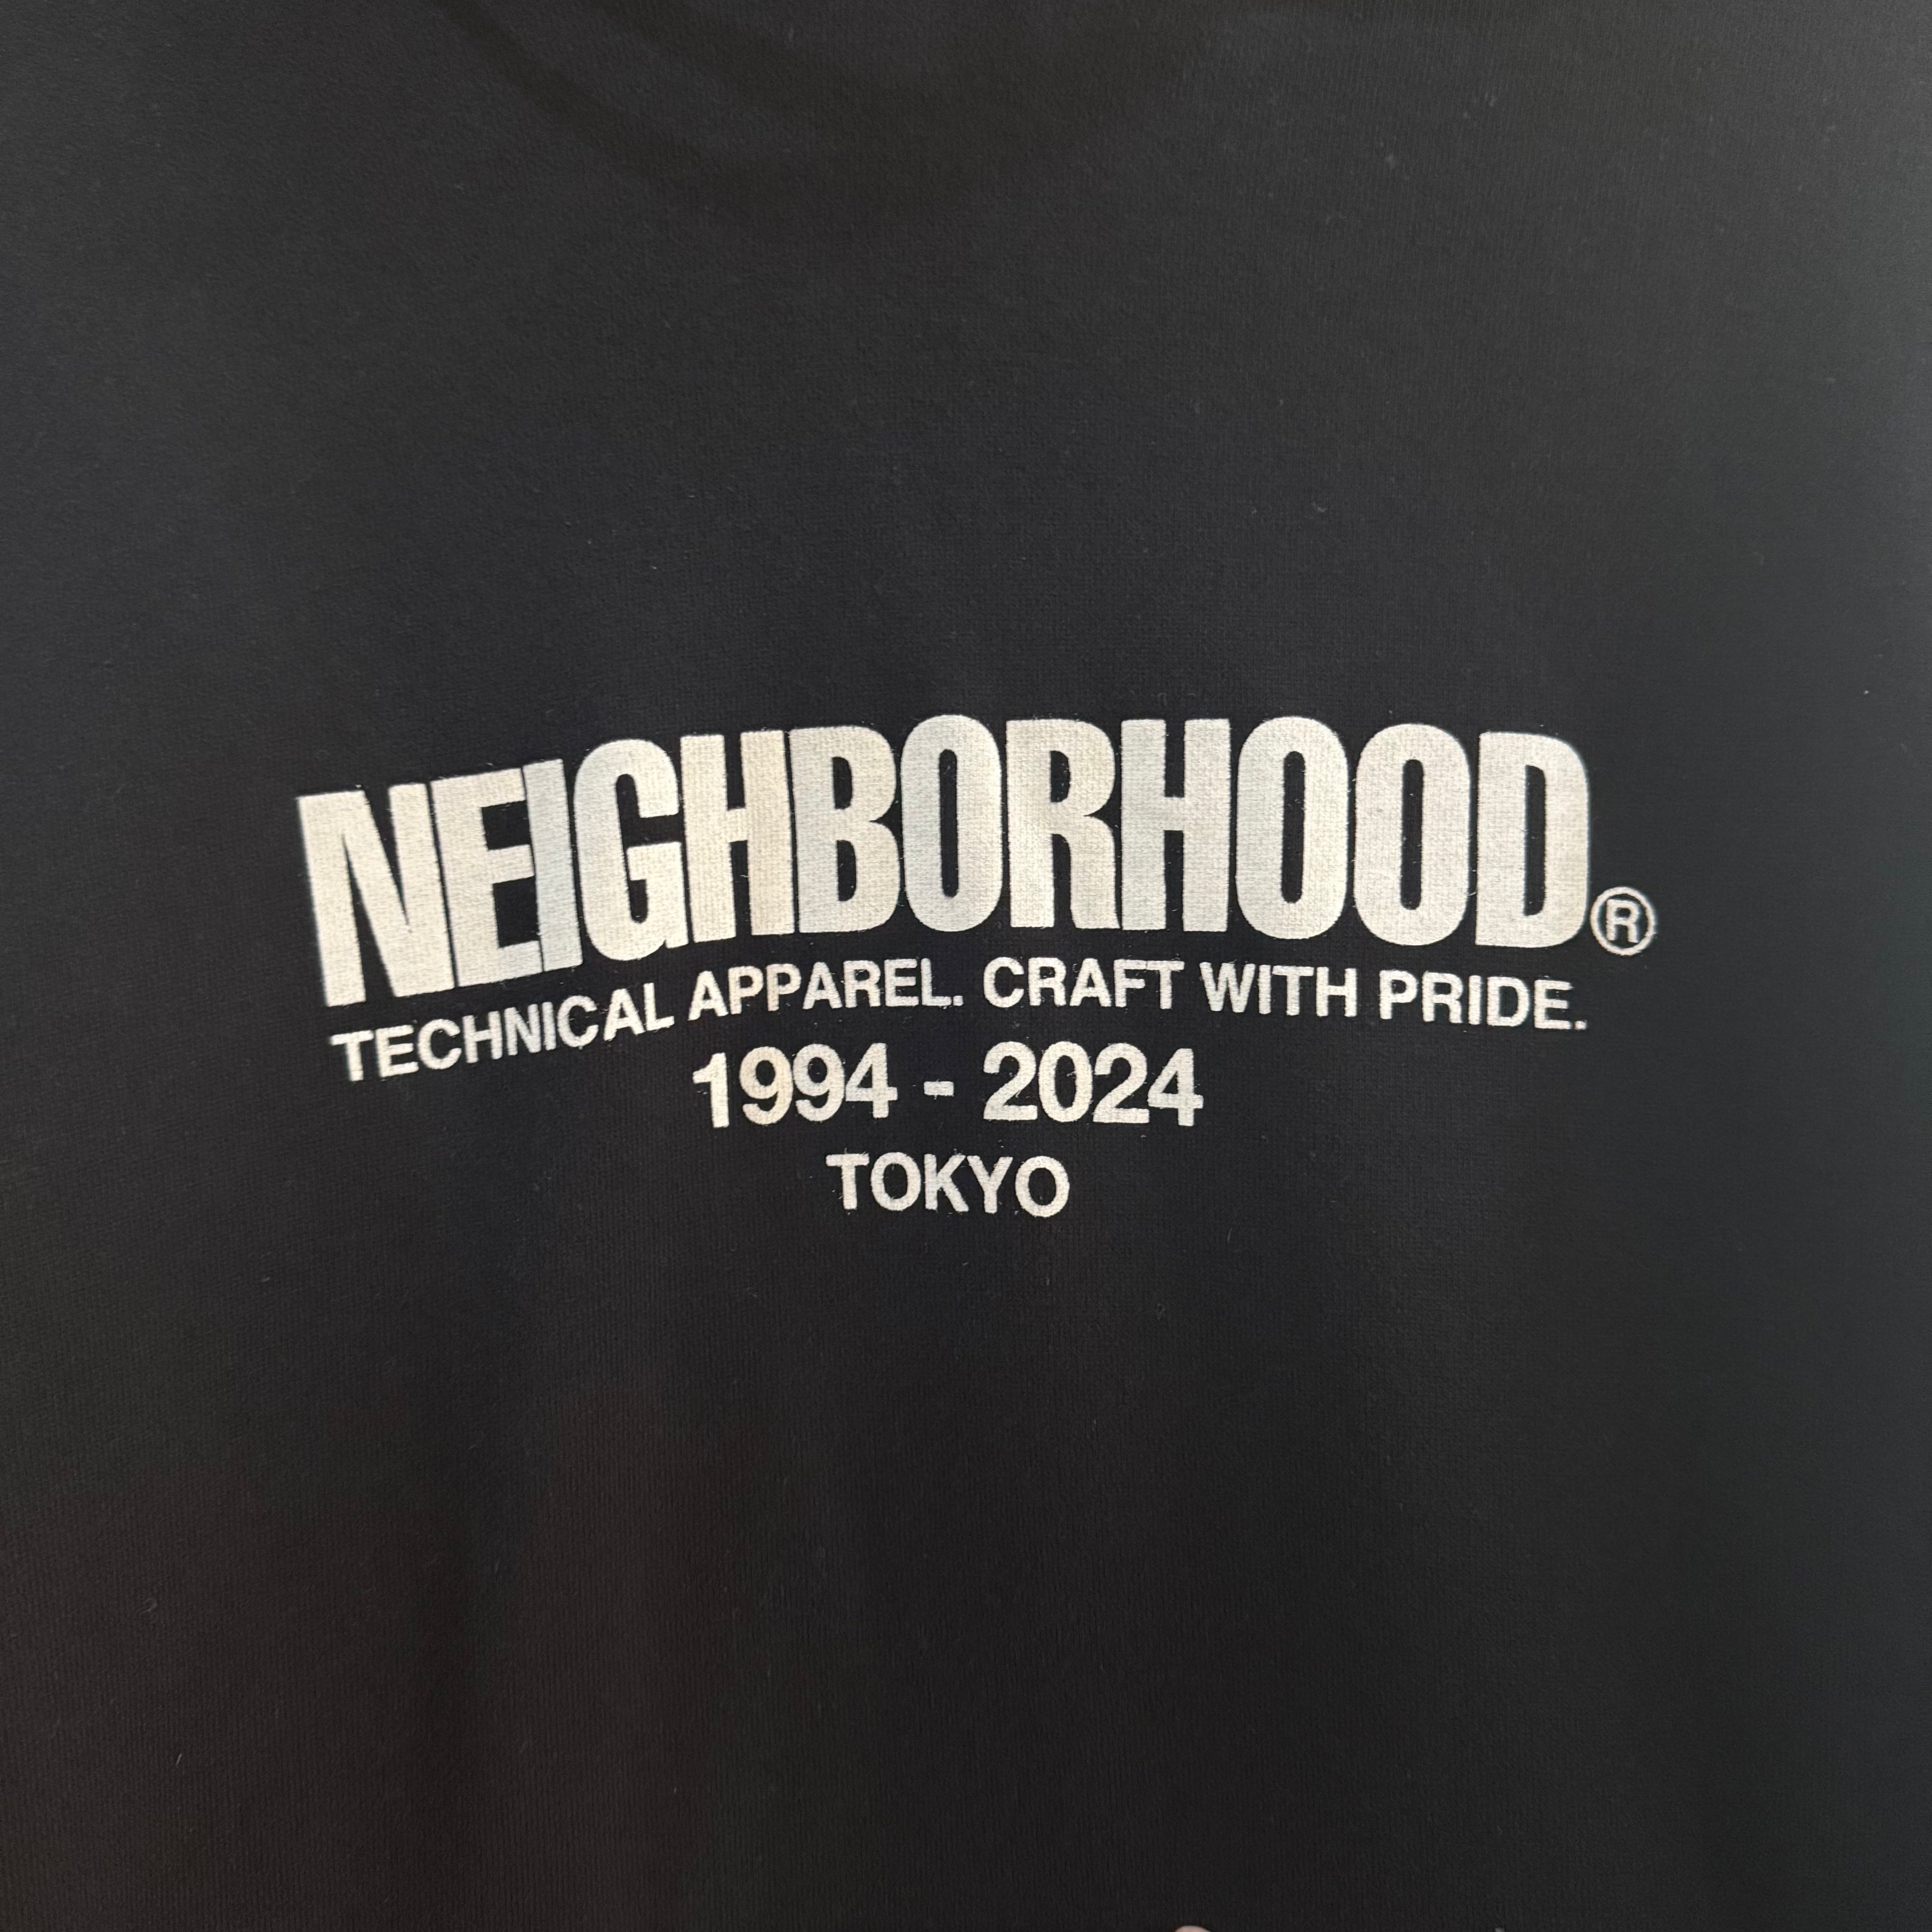 NEIGHBORHOOD®
TECHNICAL APPAREL. CRAFT WITH PRIDE.
1994 - 2024
TOKYO